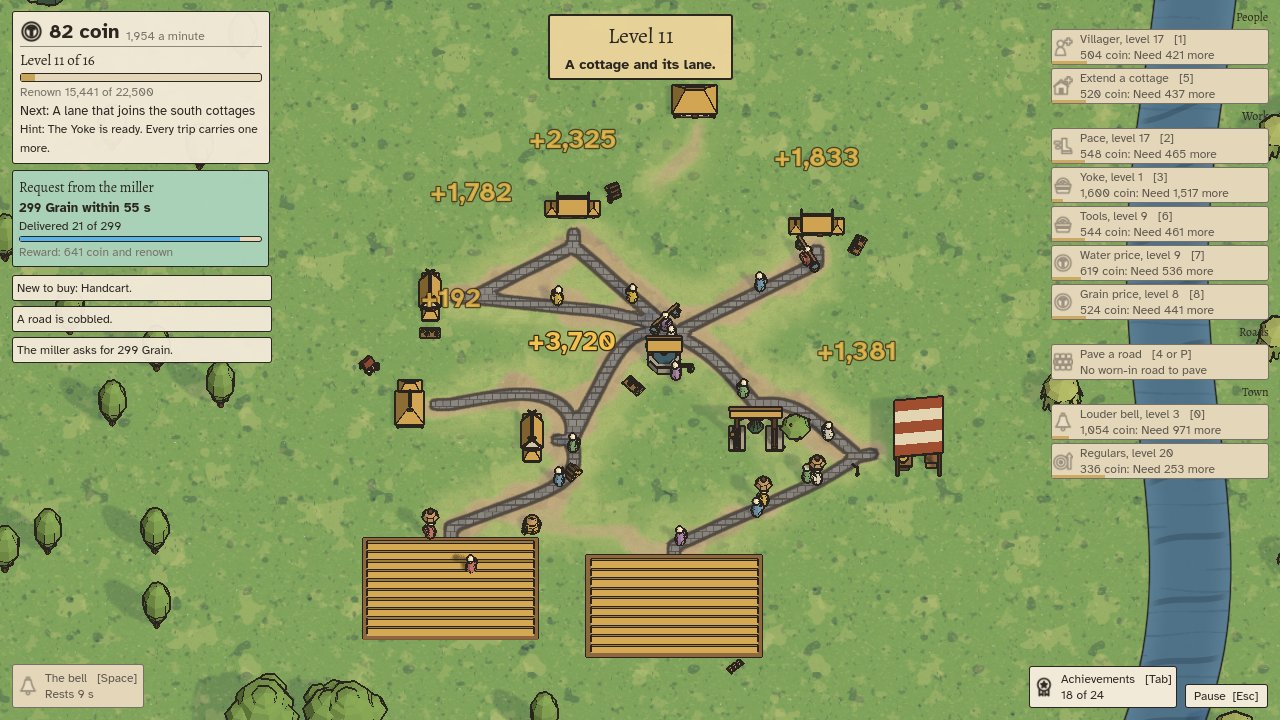 82 coin 1,954 a minute
Level 11 of 16
Renown 15,441 of 22,500
Next: A lane that joins the south cottages
Hint: The Yoke is ready. Every trip carries one
more.
Request from the miller
299 Grain within 55 s
Delivered 21 of 299
Reward: 641 coin and renown
New to buy: Handcart.
A road is cobbled.
The miller asks for 299 Grain.
Level 11
A cottage and its lane.
+2,325
+1,833
+1,782
+192
+3,720
+1,381
People
Villager, level 17 [1]
504 coin: Need 421 more
Extend a cottage [5]
520 coin: Need 437 more
Work
Pace, level 17 [2]
548 coin: Need 465 more
Yoke, level 1 [3]
1,600 coin: Need 1,517 more
Tools, level 9 [6]
544 coin: Need 461 more
Water price, level 9 [7]
619 coin: Need 536 more
Grain price, level 8 [8]
524 coin: Need 441 more
Roads
Pave a road [4 or P]
No worn-in road to pave
Town
Louder bell, level 3 [0]
1,054 coin: Need 971 more
Regulars, level 20
336 coin: Need 253 more
The bell [Space]
Rests 9 s
Achievements [Tab]
18 of 24
Pause [Esc]